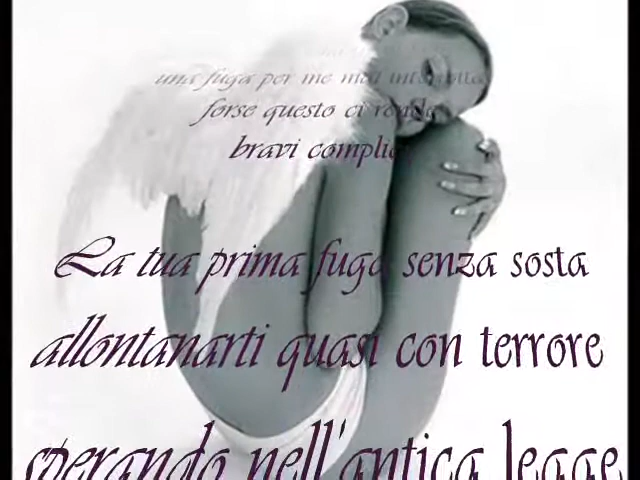 una fuga per me mai interrotta
forse questo ci rende
bravi complici
La tua prima fuga senza sosta
allontanarti quasi con terrore
sperando nell'antica legge